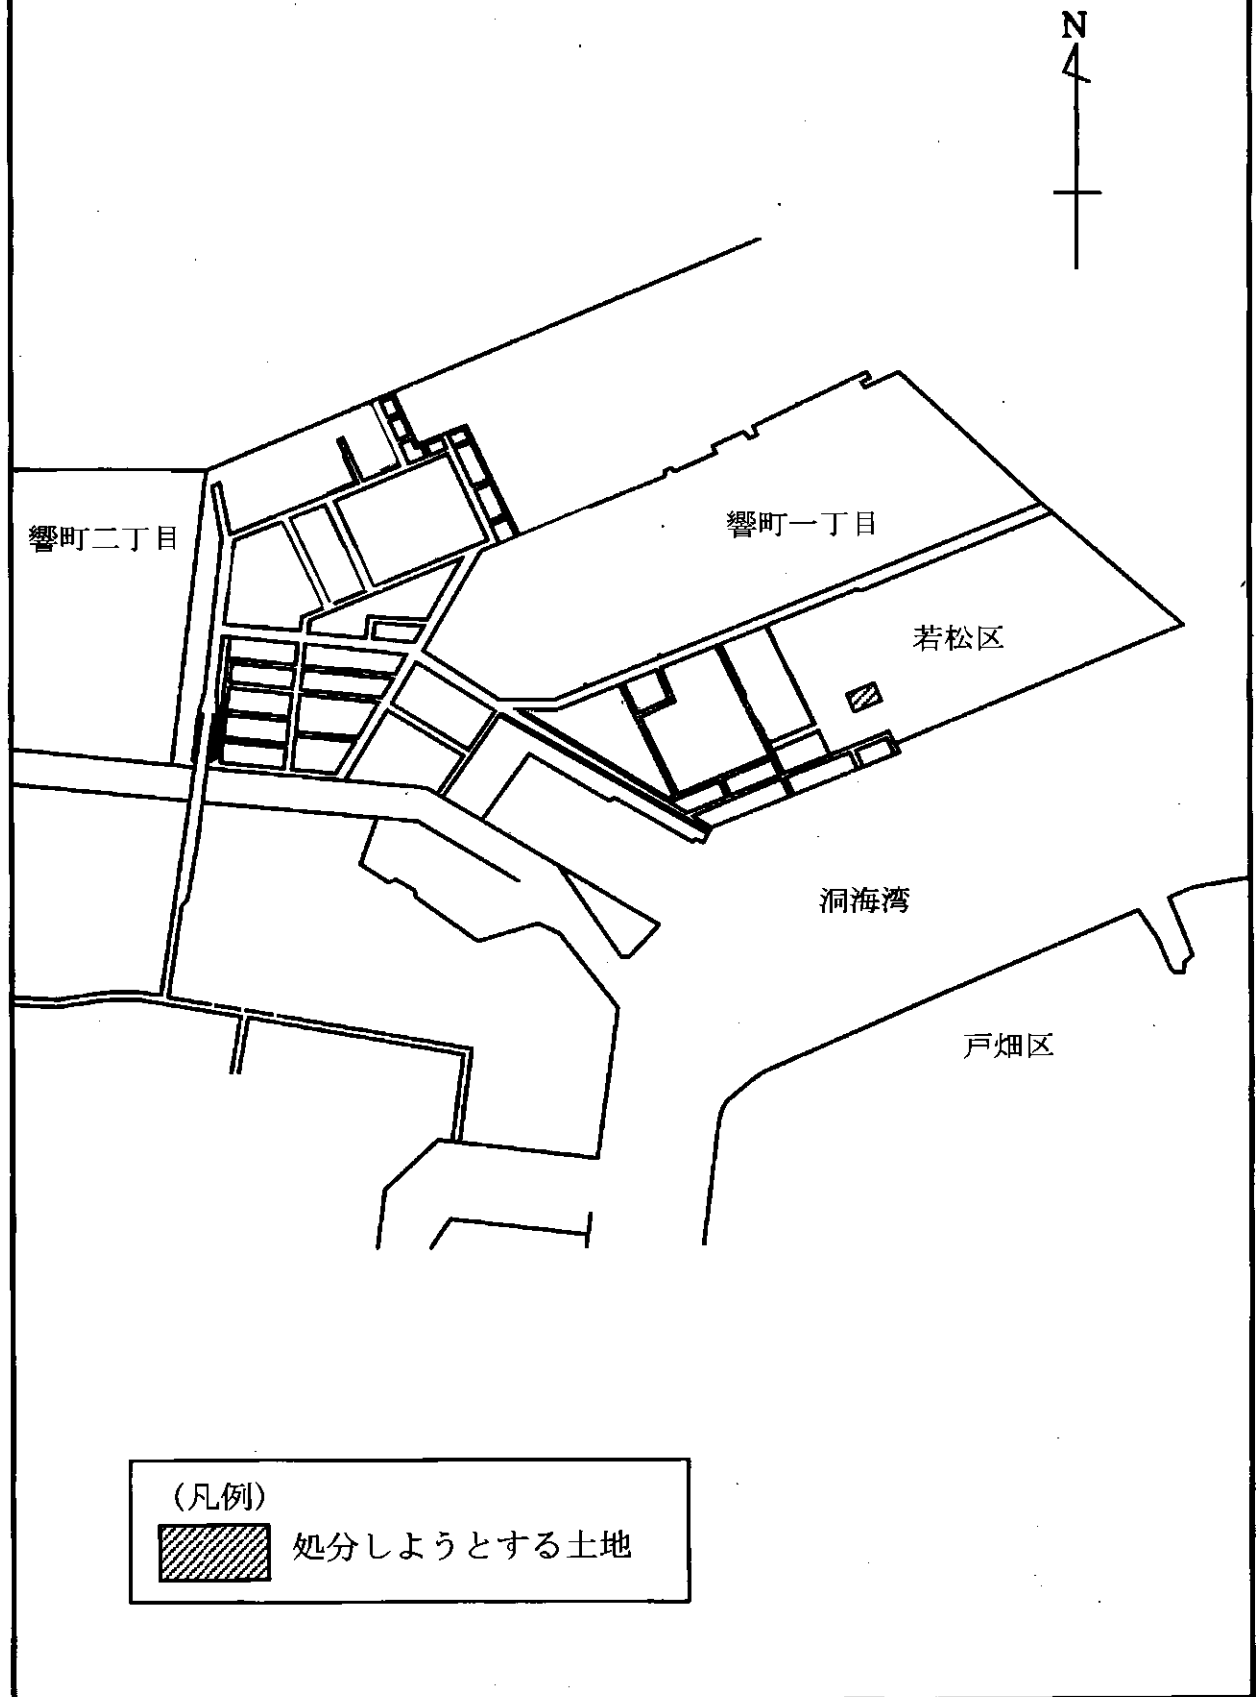 N
響町二丁目
響町一丁目
若松区
洞海湾
戸畑区
(凡例)
処分しようとする土地